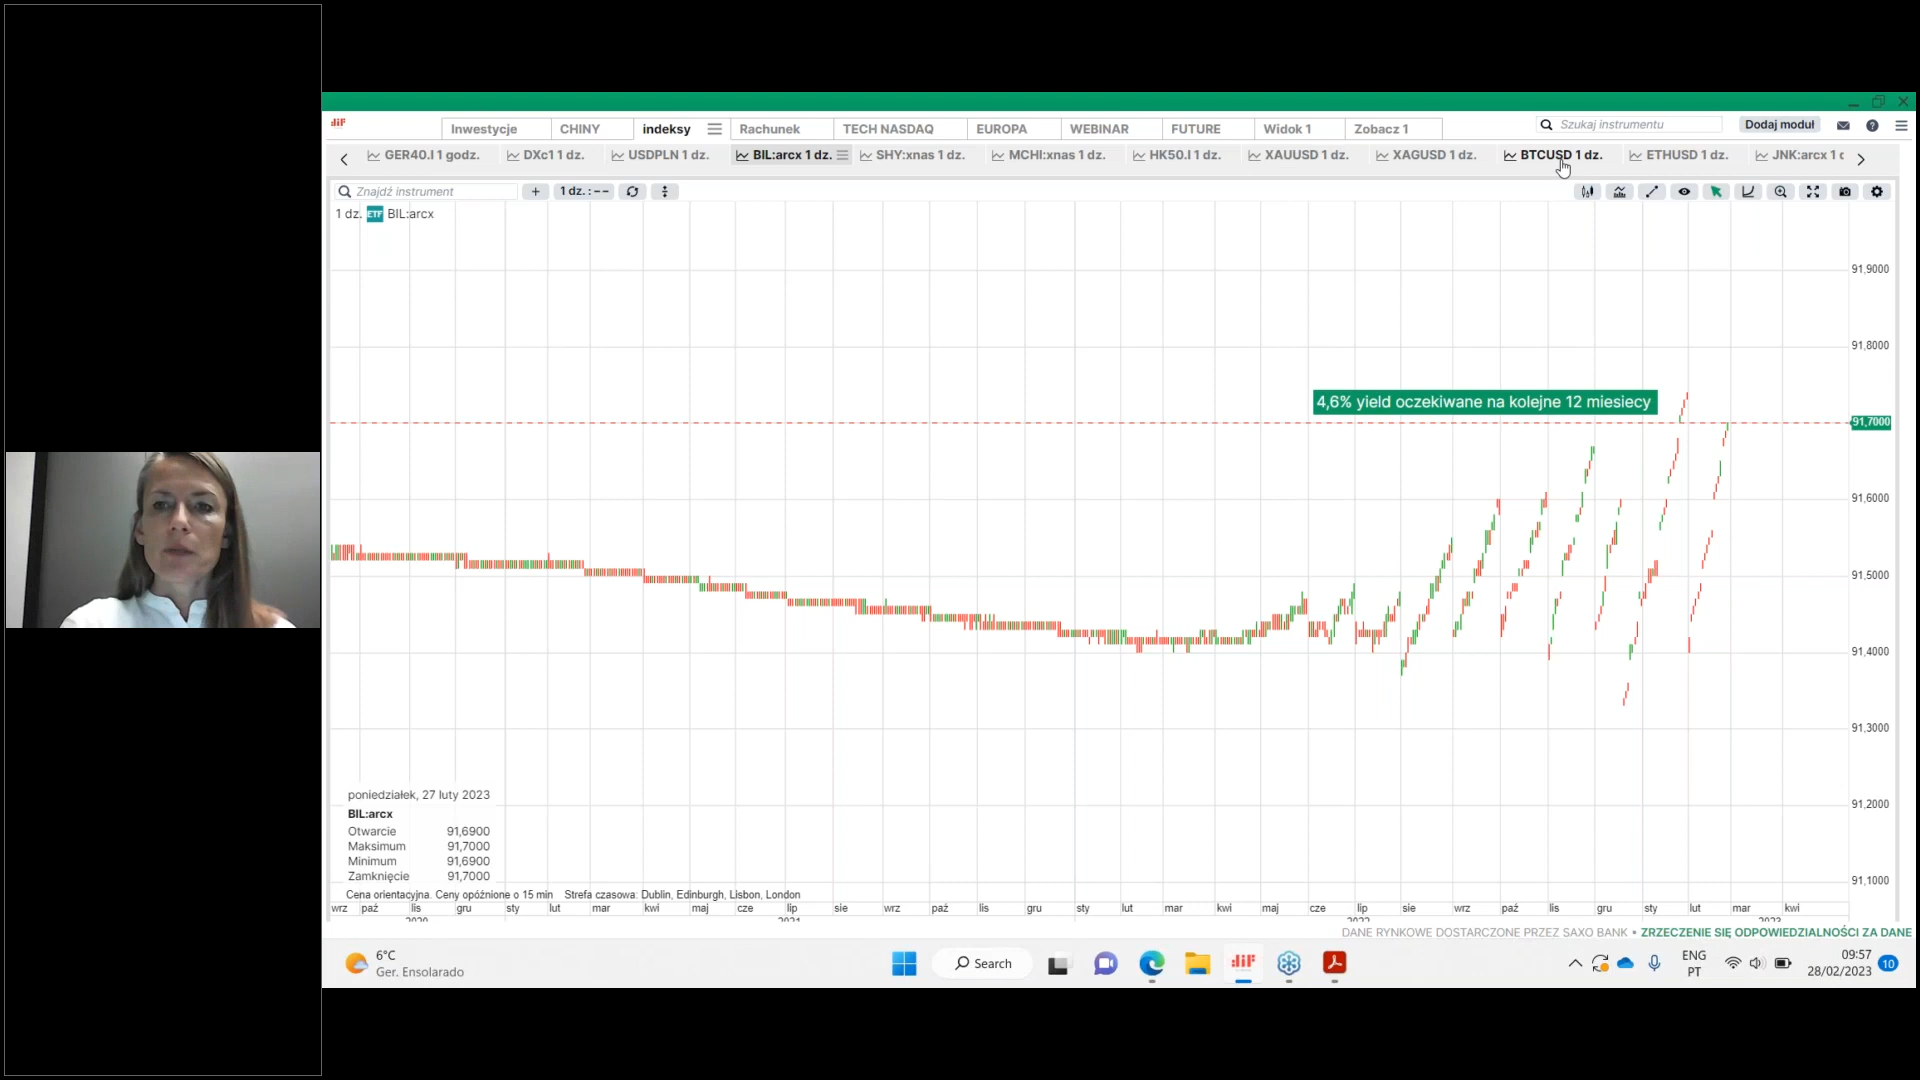 diF
Inwestycje CHINY indeksy Rachunek TECH NASDAQ EUROPA WEBINAR FUTURE Widok 1 Zobacz 1 Szukaj instrumentu Dodaj moduł
GER40.I 1 godz. DXc1 1 dz. USDPLN 1 dz. BIL:arcx 1 dz. SHY:xnas 1 dz. MCHI:xnas 1 dz. HK50.I 1 dz. XAUUSD 1 dz. XAGUSD 1 dz. BTCUSD 1 dz. ETHUSD 1 dz. JNK:arcx 1 d
Znajdź instrument + 1 dz. : --
1 dz. ETF BIL:arcx
91,9000
91,8000
4,6% yield oczekiwane na kolejne 12 miesiecy
91,7000
91,6000
91,5000
91,4000
91,3000
91,2000
91,1000
poniedziałek, 27 luty 2023
BIL:arcx
Otwarcie 91,6900
Maksimum 91,7000
Minimum 91,6900
Zamknięcie 91,7000
Cena orientacyjna. Ceny opóźnione o 15 min Strefa czasowa: Dublin, Edinburgh, Lisbon, London
wrz paź lis gru sty lut mar kwi maj cze lip sie wrz paź lis gru sty lut mar kwi maj cze lip sie wrz paź lis gru sty lut mar kwi
2020 2021 2022 2023
DANE RYNKOWE DOSTARCZONE PRZEZ SAXO BANK • ZRZECZENIE SIĘ ODPOWIEDZIALNOŚCI ZA DANE
6°C
Ger. Ensolarado
Search
diF
ENG
PT
09:57
28/02/2023
10